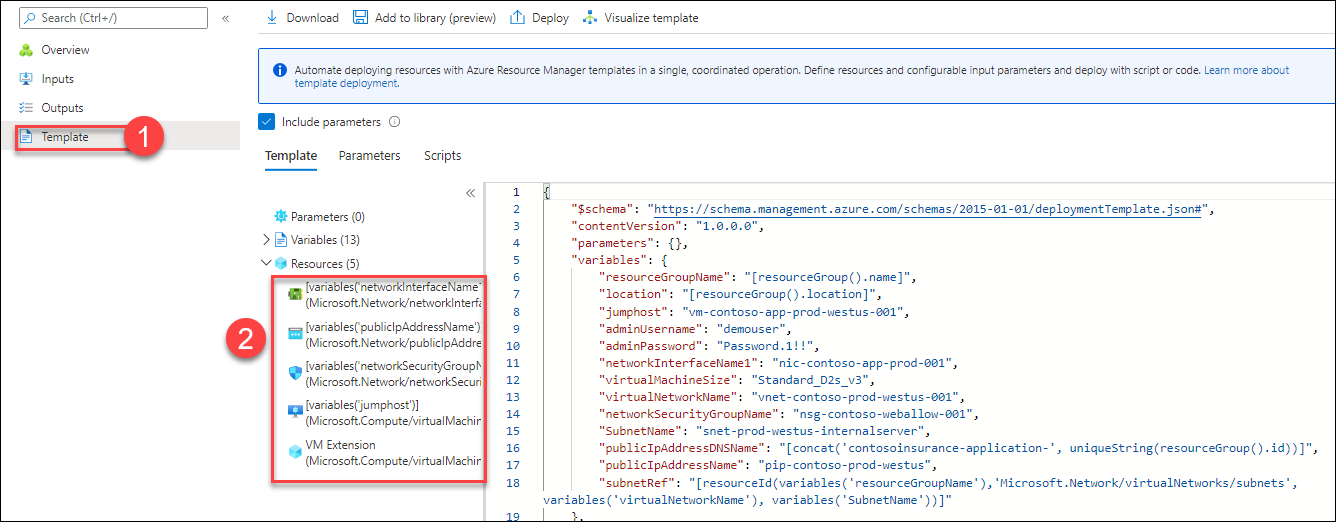 Search (Ctrl+/)
«
Overview
Inputs
Outputs
Template
1
Download
Add to library (preview)
Deploy
Visualize template
Automate deploying resources with Azure Resource Manager templates in a single, coordinated operation. Define resources and configurable input parameters and deploy with script or code. Learn more about
template deployment.
Include parameters
Template
Parameters
Scripts
«
Parameters (0)
Variables (13)
Resources (5)
2
[variables('networkInterfaceName'
(Microsoft.Network/networkInterf
[variables('publicIpAddressName')
(Microsoft.Network/publicIpAddre
[variables('networkSecurityGroupN
(Microsoft.Network/networkSecuri
[variables('jumphost')]
(Microsoft.Compute/virtualMachin
VM Extension
(Microsoft.Compute/virtualMachin
1 {
2 "$schema": "https://schema.management.azure.com/schemas/2015-01-01/deploymentTemplate.json#",
3 "contentVersion": "1.0.0.0",
4 "parameters": {},
5 "variables": {
6 "resourceGroupName": "[resourceGroup().name]",
7 "location": "[resourceGroup().location]",
8 "jumphost": "vm-contoso-app-prod-westus-001",
9 "adminUsername": "demouser",
10 "adminPassword": "Password.1!!",
11 "networkInterfaceName1": "nic-contoso-app-prod-001",
12 "virtualMachineSize": "Standard_D2s_v3",
13 "virtualNetworkName": "vnet-contoso-prod-westus-001",
14 "networkSecurityGroupName": "nsg-contoso-weballow-001",
15 "SubnetName": "snet-prod-westus-internalserver",
16 "publicIpAddressDNSName": "[concat('contosoinsurance-application-', uniqueString(resourceGroup().id))]",
17 "publicIpAddressName": "pip-contoso-prod-westus",
18 "subnetRef": "[resourceId(variables('resourceGroupName'),'Microsoft.Network/virtualNetworks/subnets',
variables('virtualNetworkName'), variables('SubnetName'))]"
19 },